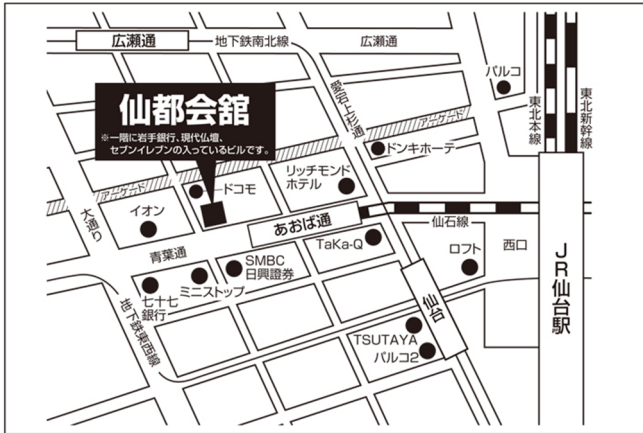 広瀬通
地下鉄南北線
広瀬通
仙都会舘
※一階に岩手銀行、現代仏壇、
セブンイレブンの入っているビルです。
愛宕上杉通
パルコ
東北本線
東北新幹線
アーケード
ドンキホーテ
アーケード
ドコモ
リッチモンド
ホテル
大通り
イオン
あおば通
仙石線
青葉通
TaKa-Q
ロフト
西口
JR仙台駅
SMBC
日興證券
ミニストップ
七十七
銀行
仙台
地下鉄東西線
TSUTAYA
パルコ2